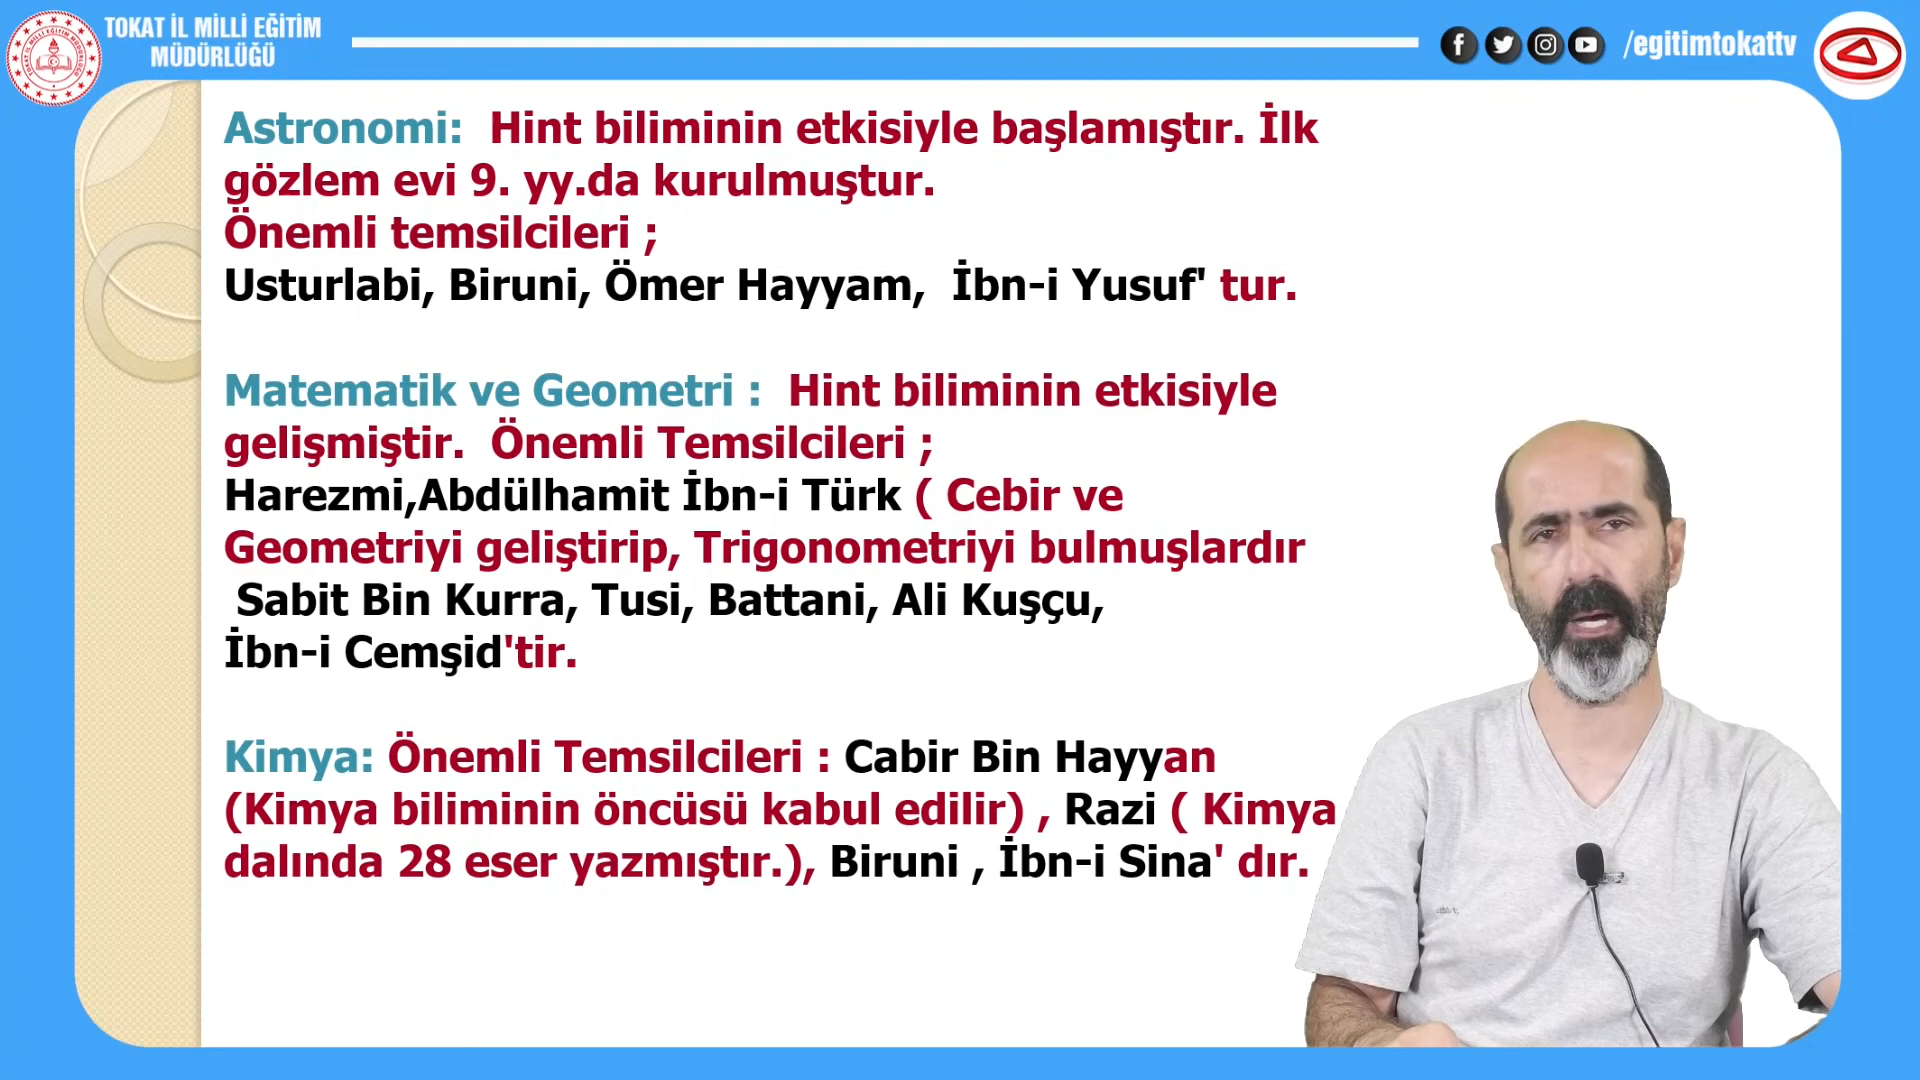 TOKAT İL MİLLİ EĞİTİM
MÜDÜRLÜĞÜ
/egitimtokattv
Astronomi: Hint biliminin etkisiyle başlamıştır. İlk
gözlem evi 9. yy.da kurulmuştur.
Önemli temsilcileri ;
Usturlabi, Biruni, Ömer Hayyam, İbn-i Yusuf' tur.
Matematik ve Geometri : Hint biliminin etkisiyle
gelişmiştir. Önemli Temsilcileri ;
Harezmi,Abdülhamit İbn-i Türk ( Cebir ve
Geometriyi geliştirip, Trigonometriyi bulmuşlardır
Sabit Bin Kurra, Tusi, Battani, Ali Kuşçu,
İbn-i Cemşid'tir.
Kimya: Önemli Temsilcileri : Cabir Bin Hayyan
(Kimya biliminin öncüsü kabul edilir) , Razi ( Kimya
dalında 28 eser yazmıştır.), Biruni , İbn-i Sina' dır.